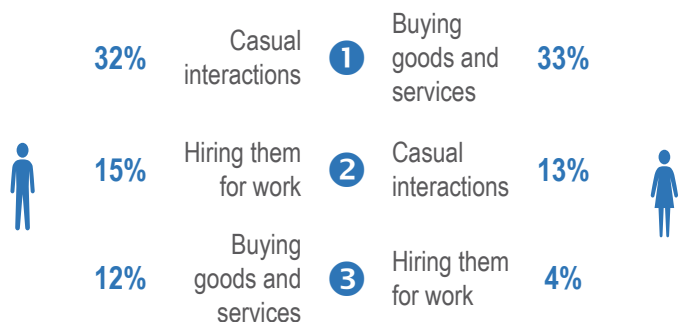 32%
Casual
interactions
1
Buying
goods and
services
33%
15%
Hiring them
for work
2
Casual
interactions
13%
12%
Buying
goods and
services
3
Hiring them
for work
4%